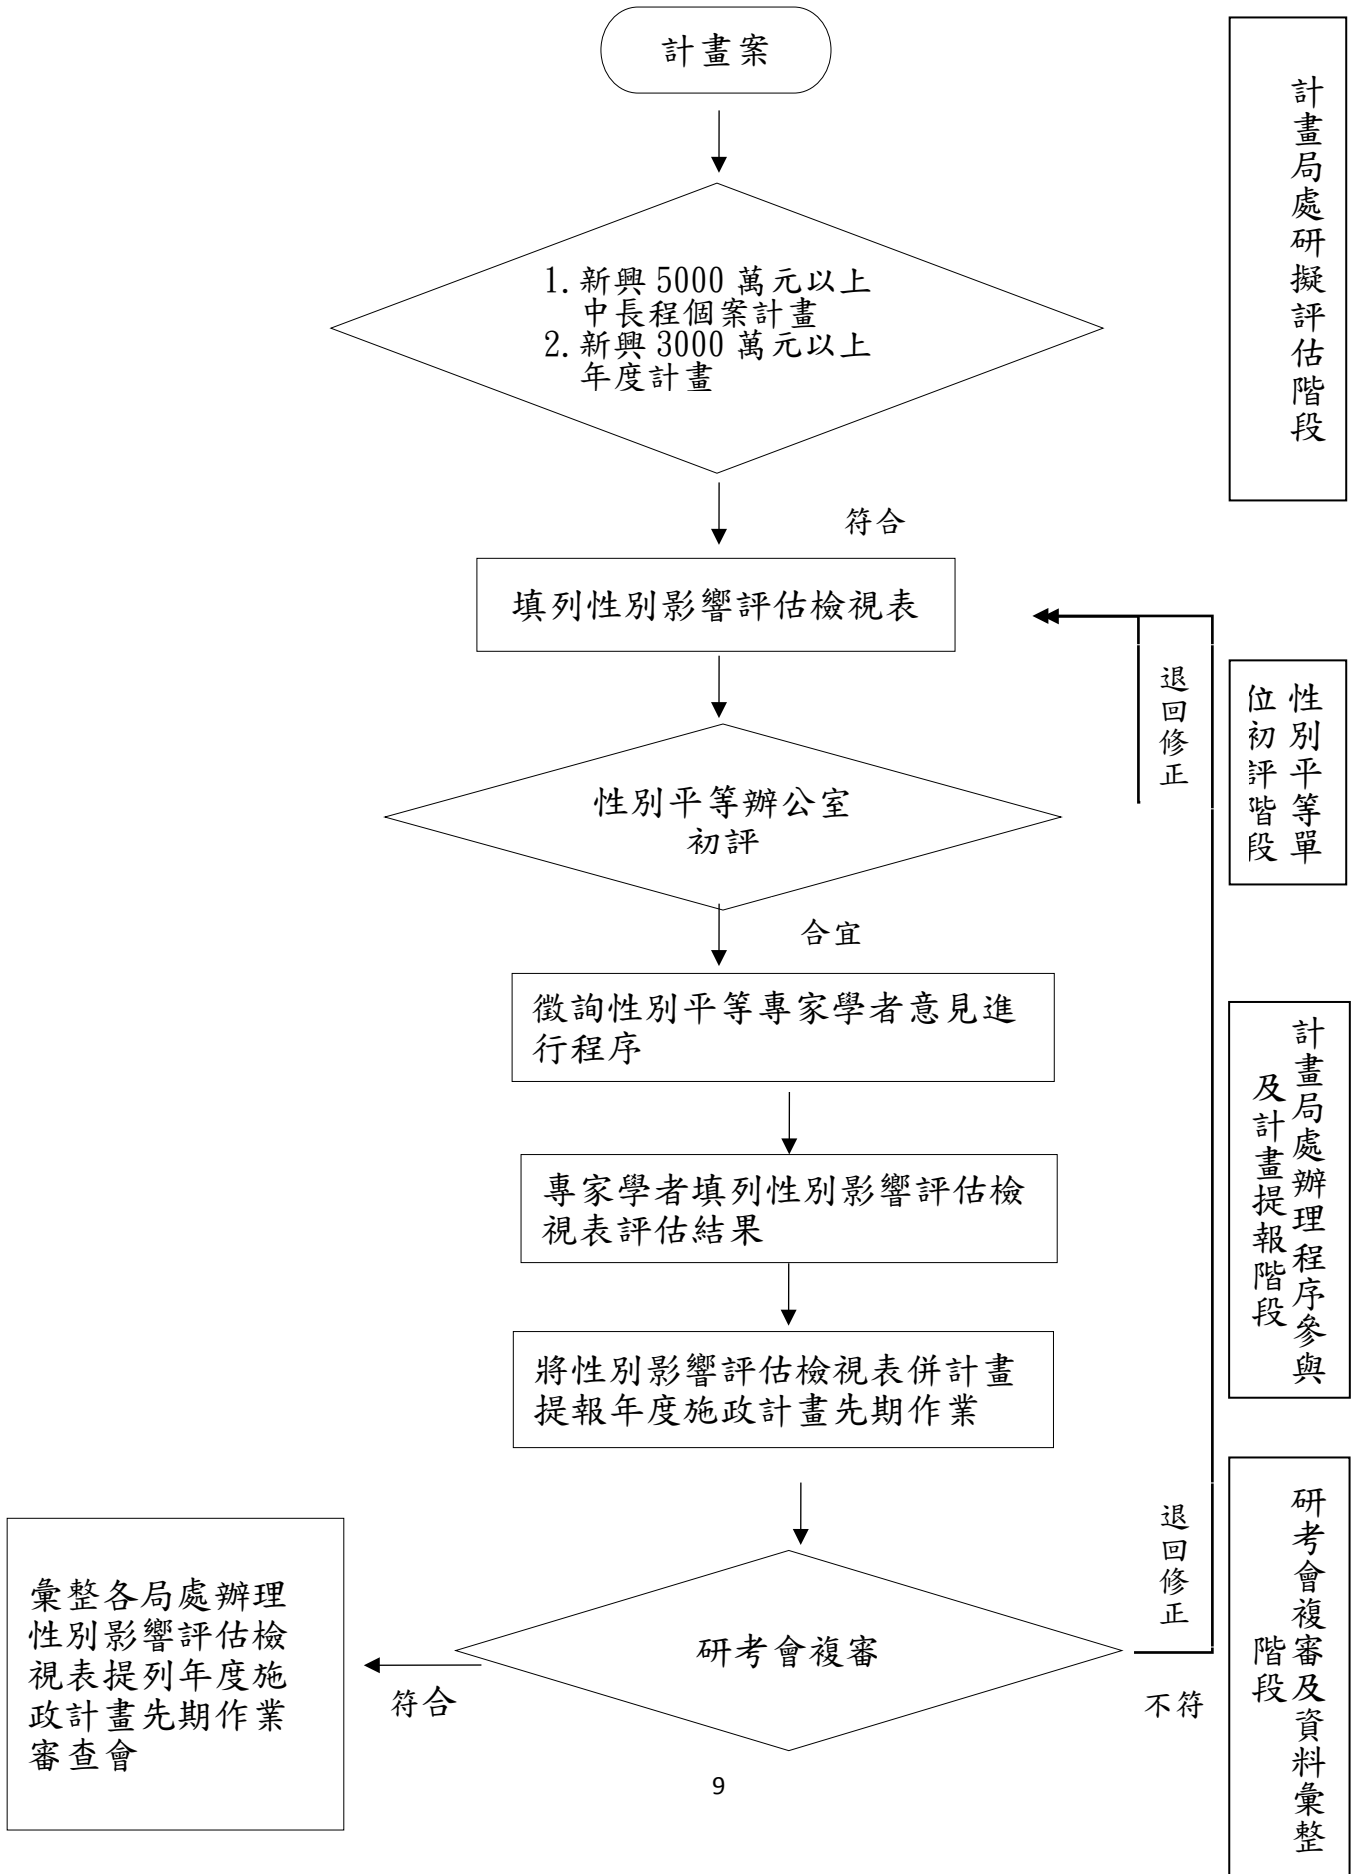 計畫案
計畫局處研擬評估階段
1.新興5000萬元以上
中長程個案計畫
2.新興3000萬元以上
年度計畫
符合
填列性別影響評估檢視表
退回修正
性別平等單
位初評階段
性別平等辦公室
初評
合宜
徵詢性別平等專家學者意見進
行程序
計畫局處辦理程序參與
及計畫提報階段
專家學者填列性別影響評估檢
視表評估結果
將性別影響評估檢視表併計畫
提報年度施政計畫先期作業
退回修正
研考會複審及資料彙整
階段
研考會複審
符合
不符
彙整各局處辦理
性別影響評估檢
視表提列年度施
政計畫先期作業
審查會
9